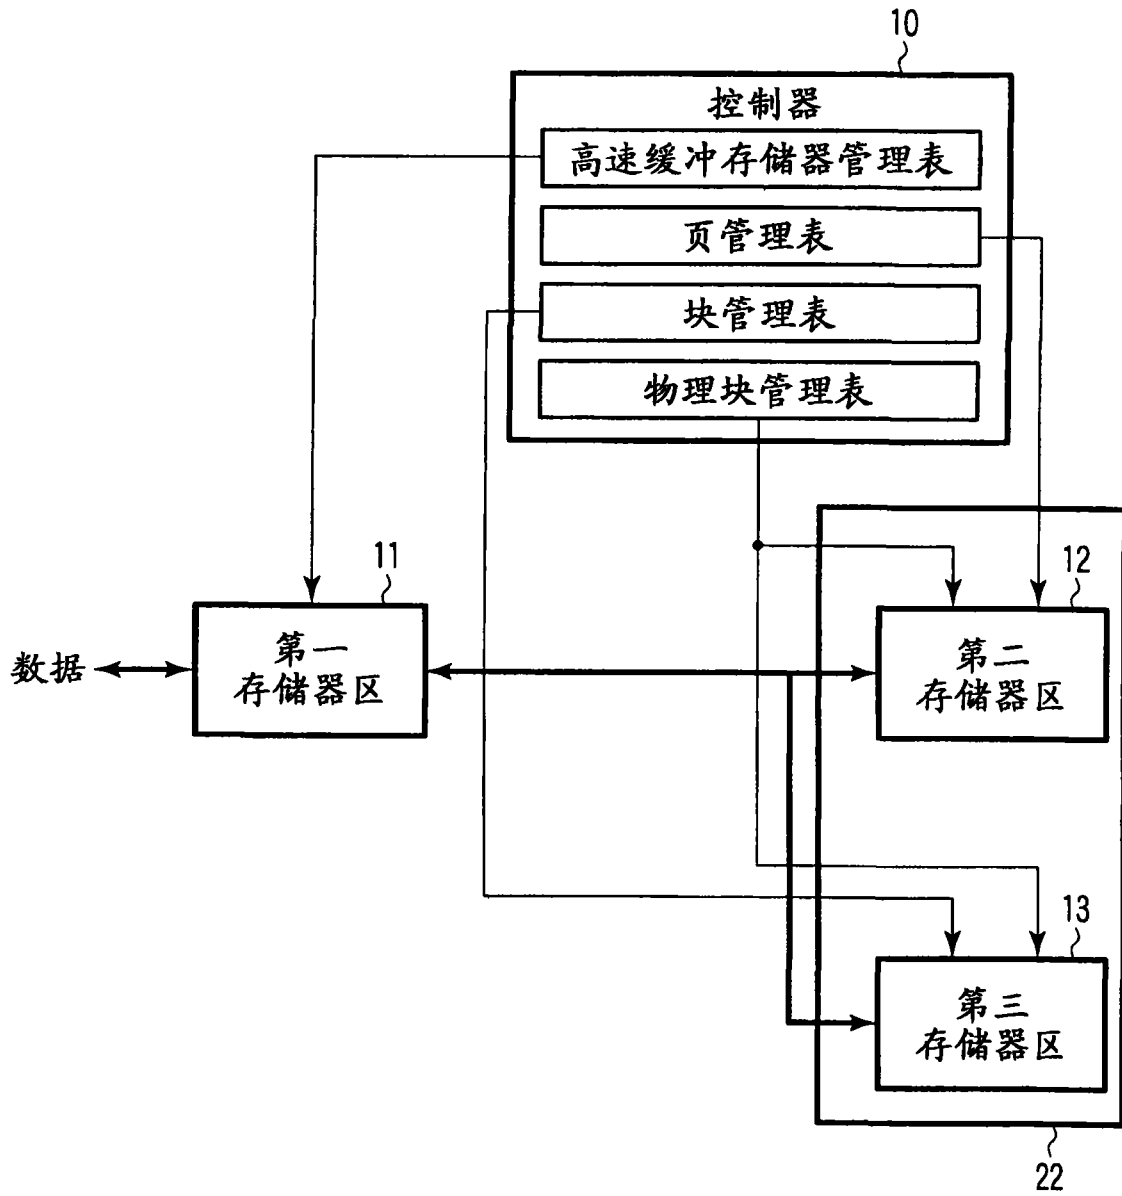 10
控制器
高速缓冲存储器管理表
页管理表
块管理表
物理块管理表
11
第一
存储器区
数据
12
第二
存储器区
13
第三
存储器区
22